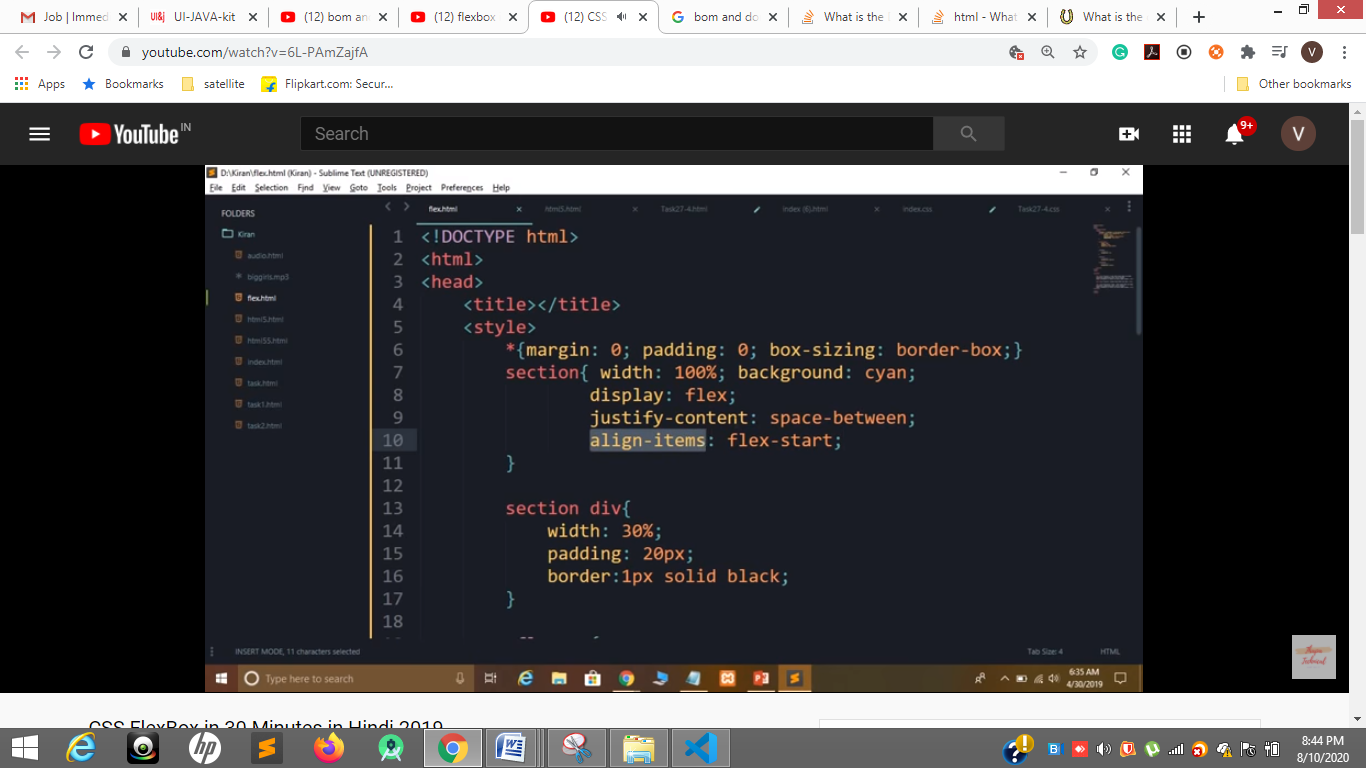 Job | Immed
UI-JAVA-kit
(12) bom an
(12) flexbox
(12) CSS
bom and do
What is the
html - What
What is the
youtube.com/watch?v=6L-PAmZajfA
V
Apps
Bookmarks
satellite
Flipkart.com: Secur...
Other bookmarks
YouTube IN
Search
9+
V
D:\Kiran\flex.html (Kiran) - Sublime Text (UNREGISTERED)
File Edit Selection Find View Goto Tools Project Preferences Help
FOLDERS
Kiran
audio.html
biggiris.mp3
flex.html
html5.html
html55.html
index.html
task.html
task1.html
task2.html
flex.html
html5.html
Task27-4.html
index (6).html
index.css
Task27-4.css
1 <!DOCTYPE html>
2 <html>
3 <head>
4 <title></title>
5 <style>
6 *{margin: 0; padding: 0; box-sizing: border-box;}
7 section{ width: 100%; background: cyan;
8 display: flex;
9 justify-content: space-between;
10 align-items: flex-start;
11 }
12
13 section div{
14 width: 30%;
15 padding: 20px;
16 border:1px solid black;
17 }
18
INSERT MODE, 11 characters selected
Tab Size: 4
HTML
Type here to search
6:35 AM
4/30/2019
CSS FlexBox in 30 Minutes in Hindi 2019
8:44 PM
8/10/2020